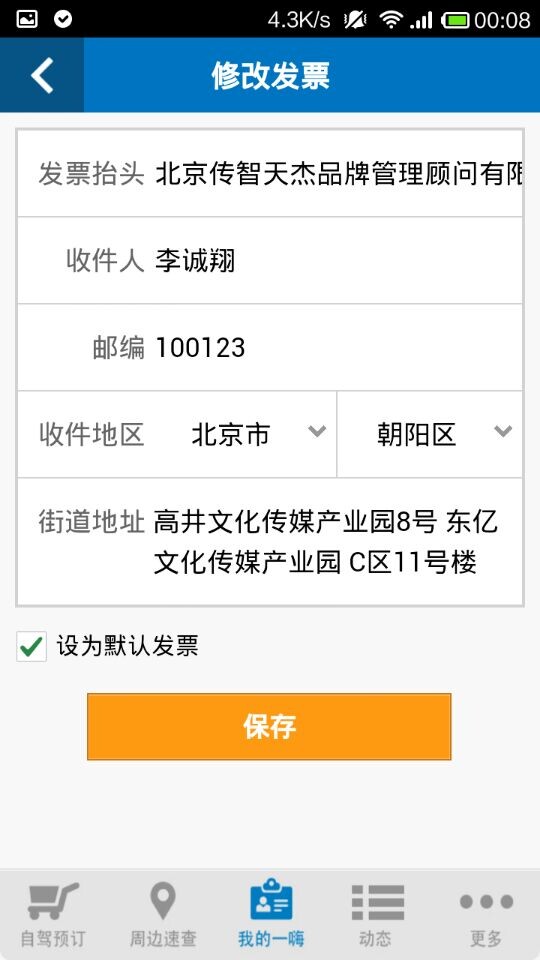 4.3K/s 00:08
修改发票
发票抬头 北京传智天杰品牌管理顾问有限
收件人 李诚翔
邮编 100123
收件地区 北京市 朝阳区
街道地址 高井文化传媒产业园8号 东亿
文化传媒产业园 C区11号楼
设为默认发票
保存
自驾预订 周边速查 我的一嗨 动态 更多